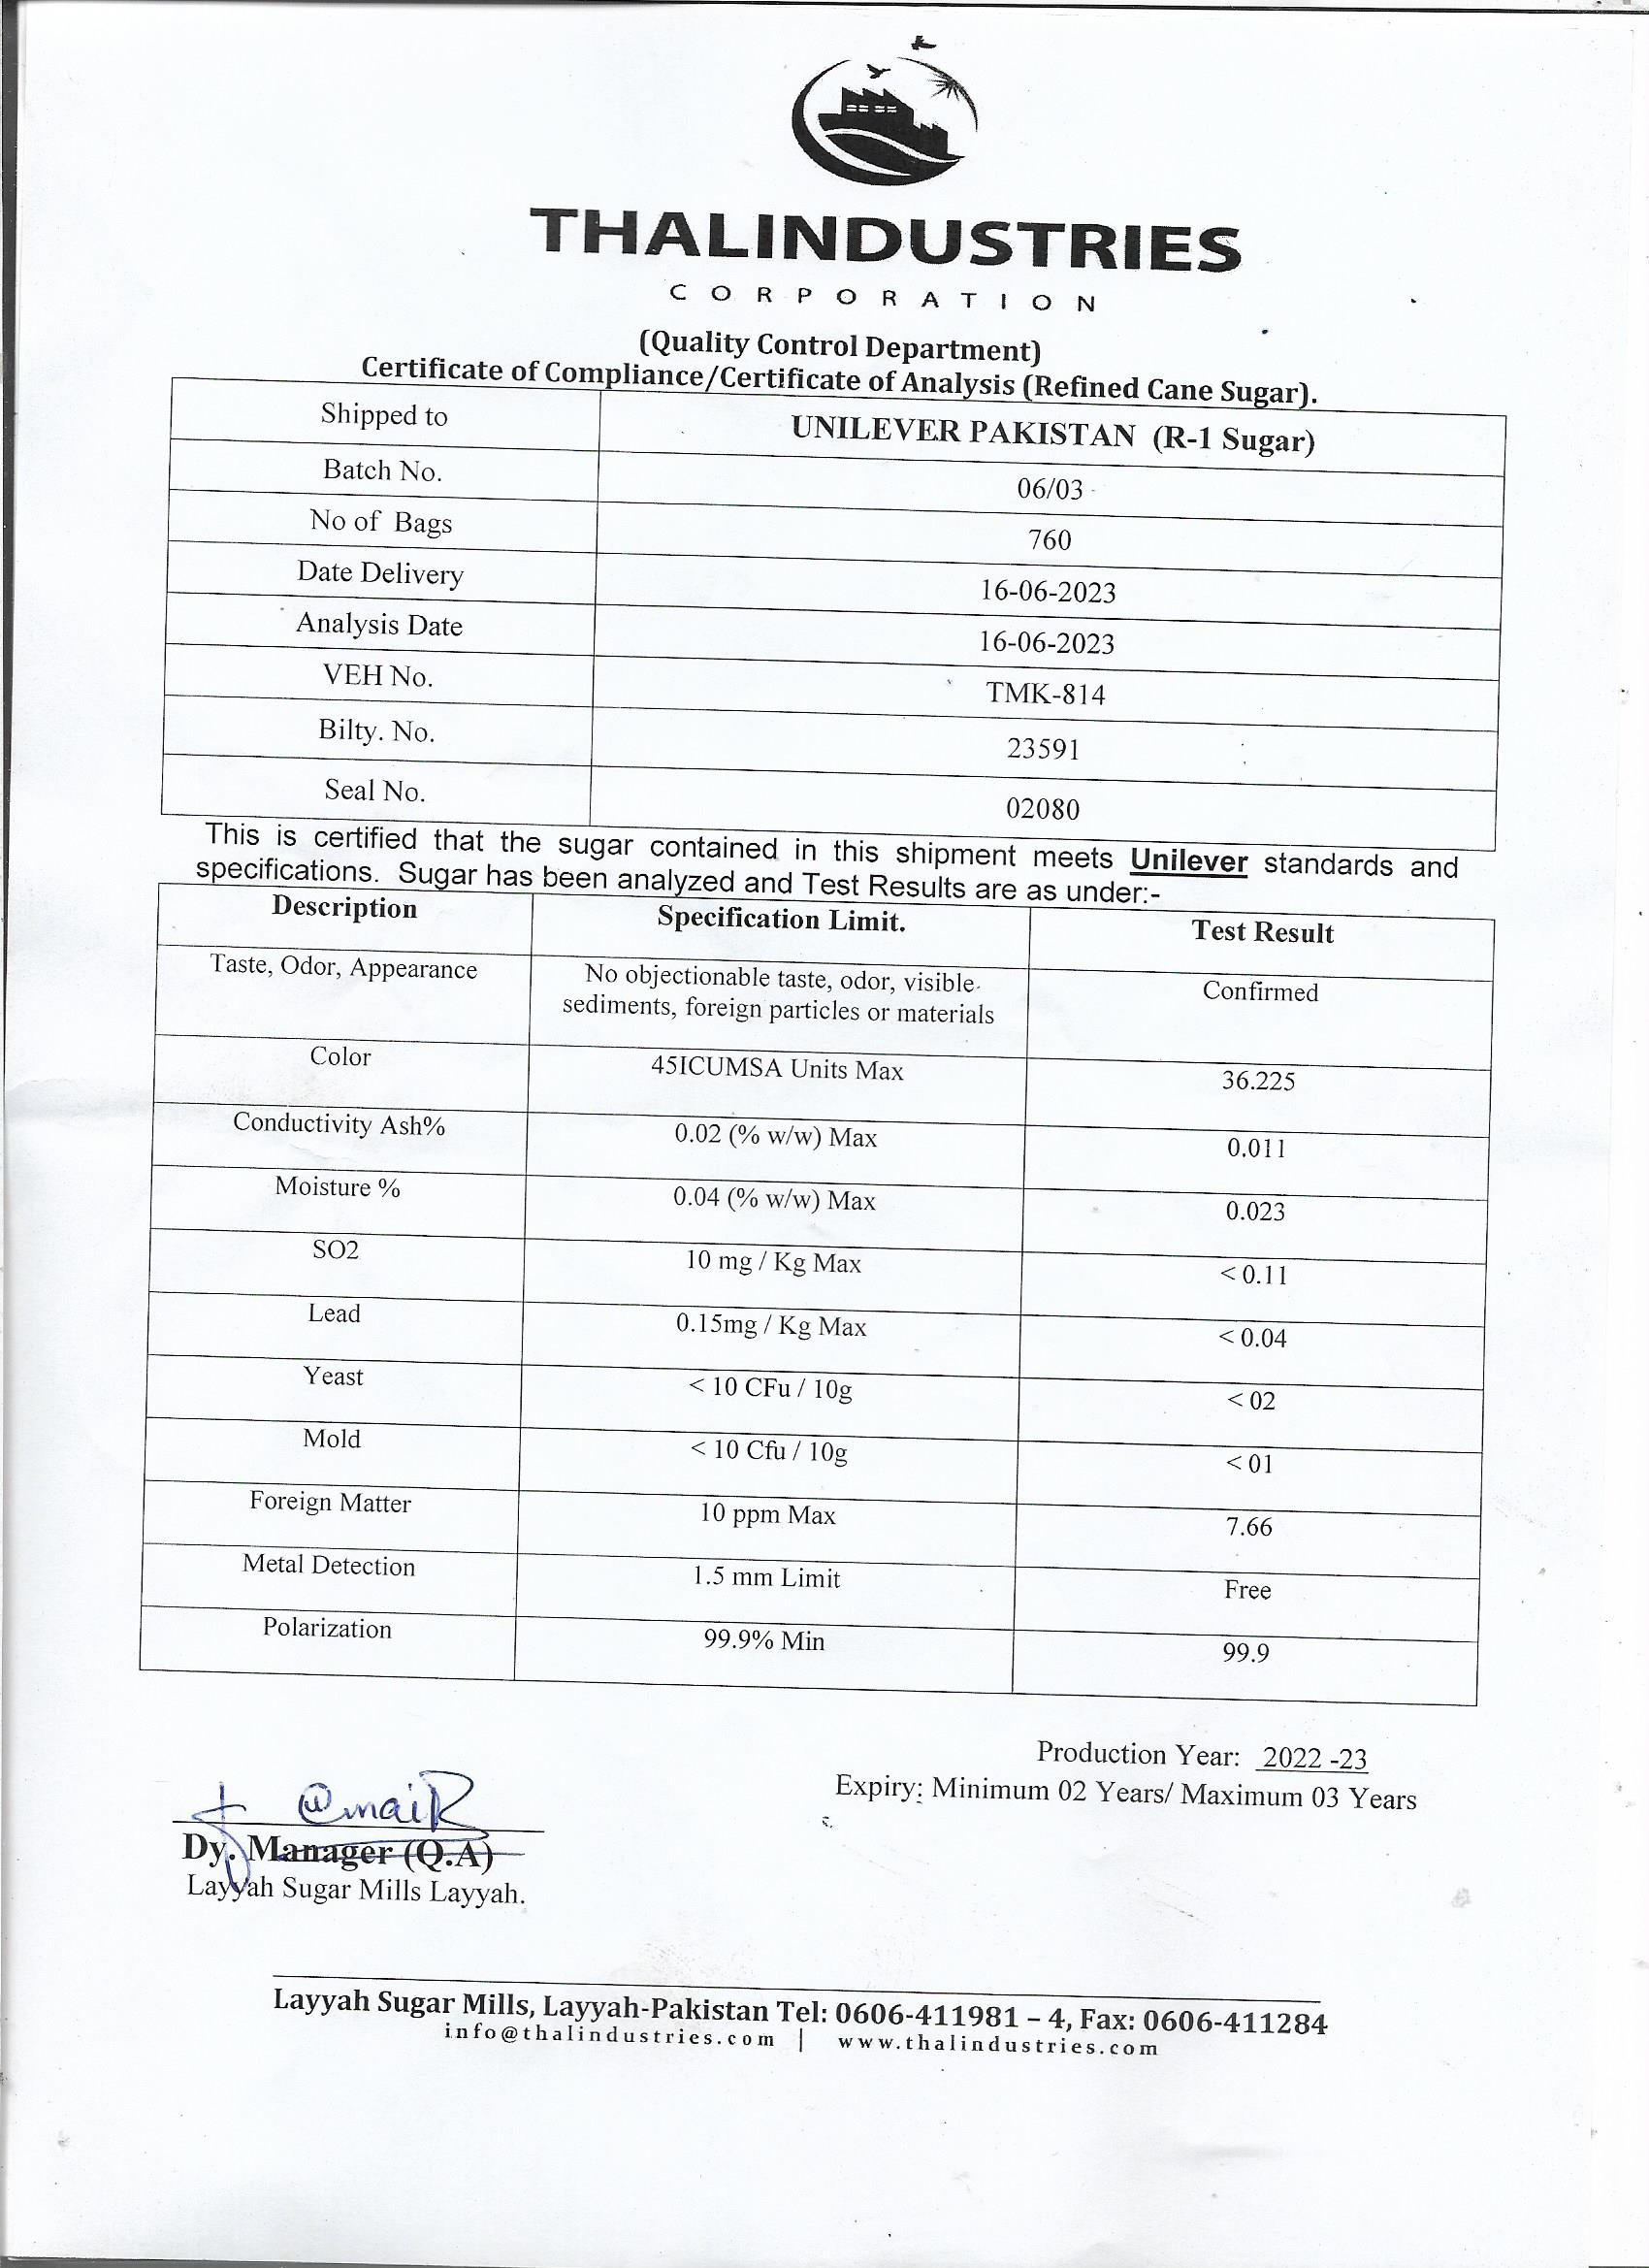 THALINDUSTRIES
CORPORATION
(Quality Control Department)
Certificate of Compliance/Certificate of Analysis (Refined Cane Sugar).
Shipped to UNILEVER PAKISTAN (R-1 Sugar)
Batch No. 06/03
No of Bags 760
Date Delivery 16-06-2023
Analysis Date 16-06-2023
VEH No. TMK-814
Bilty. No. 23591
Seal No. 02080
This is certified that the sugar contained in this shipment meets Unilever standards and
specifications. Sugar has been analyzed and Test Results are as under:-
Description Specification Limit. Test Result
Taste, Odor, Appearance No objectionable taste, odor, visible Confirmed
sediments, foreign particles or materials
Color 45ICUMSA Units Max 36.225
Conductivity Ash% 0.02 (% w/w) Max 0.011
Moisture % 0.04 (% w/w) Max 0.023
SO2 10 mg / Kg Max < 0.11
Lead 0.15mg / Kg Max < 0.04
Yeast < 10 CFu / 10g < 02
Mold < 10 Cfu / 10g < 01
Foreign Matter 10 ppm Max 7.66
Metal Detection 1.5 mm Limit Free
Polarization 99.9% Min 99.9
Production Year: 2022 -23
Expiry: Minimum 02 Years/ Maximum 03 Years
Dy. Manager (Q.A)
Layyah Sugar Mills Layyah.
Layyah Sugar Mills, Layyah-Pakistan Tel: 0606-411981 – 4, Fax: 0606-411284
info@thalindustries.com | www.thalindustries.com